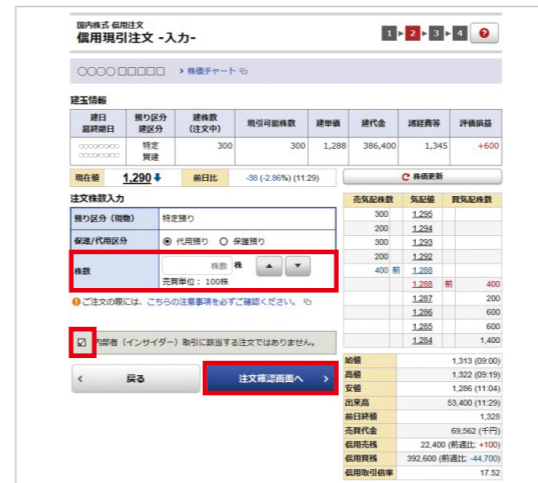 国内株式 信用注文
信用現引注文 -入力-
1 2 3 4 ?
○○○○ □□□□□ > 株価チャート
建玉情報
建日 最終期日 預り区分 建区分 建株数 (注文中) 現引可能株数 建単価 建代金 諸経費等 評価損益
特定 買建 300 300 1,288 386,400 1,345 +600
現在値 1,290 ↓ 前日比 -38 (-2.86%) (11:29) 株価更新
注文株数入力
預り区分（現物） 特定預り
保護/代用区分 代用預り 保護預り
株数 株数 株 ▲ ▼
売買単位： 100株
ご注文の際には、こちらの注意事項を必ずご確認ください。
内部者（インサイダー）取引に該当する注文ではありません。
< 戻る 注文確認画面へ >
売気配株数 気配値 買気配株数
300 1,295
200 1,294
300 1,293
200 1,292
400 前 1,288
1,288 前 400
1,287 200
1,286 600
1,285 600
1,284 1,400
始値 1,313 (09:00)
高値 1,322 (09:19)
安値 1,286 (11:04)
出来高 53,400 (11:29)
前日終値 1,328
売買代金 69,562 (千円)
信用売残 22,400 (前週比: +100)
信用買残 392,600 (前週比: -44,700)
信用取引倍率 17.52